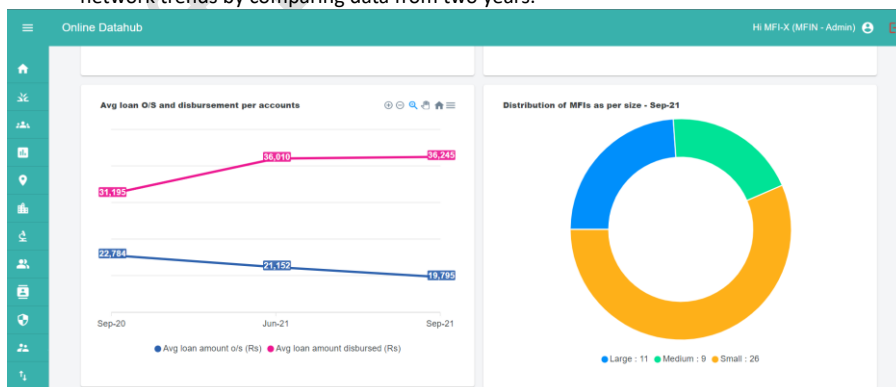 network trends by comparing data from two years.
Online Datahub
Hi MFI-X (MFIN - Admin)
Avg loan O/S and disbursement per accounts
36,010
36,245
31,195
22,784
21,152
19,795
Sep-20
Jun-21
Sep-21
Avg loan amount o/s (Rs)
Avg loan amount disbursed (Rs)
Distribution of MFIs as per size - Sep-21
Large : 11
Medium : 9
Small : 26